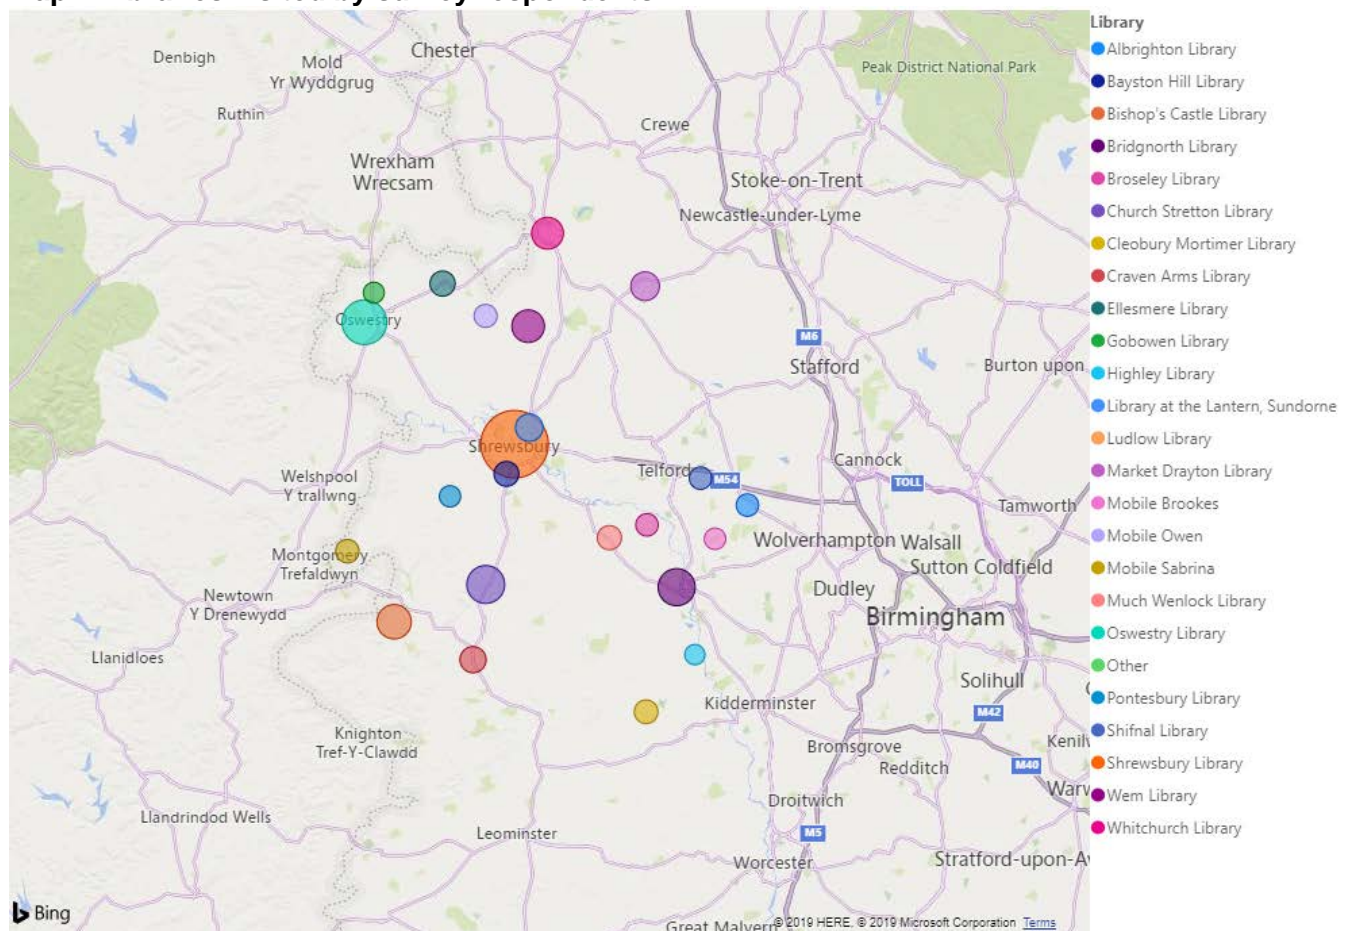 Denbigh
Mold
Yr Wyddgrug
Chester
Peak District National Park
Ruthin
Crewe
Wrexham
Wrecsam
Stoke-on-Trent
Newcastle-under-Lyme
Oswestry
M6
Stafford
Burton upon
Shrewsbury
Telford
M54
Cannock
TOLL
Tamworth
Welshpool
Y trallwng
Wolverhampton
Walsall
Montgomery
Trefaldwyn
Sutton Coldfield
Newtown
Y Drenewydd
Dudley
Birmingham
Llanidloes
Solihull
Kidderminster
M42
Knighton
Tref-Y-Clawdd
Bromsgrove
Redditch
M40
Droitwich
Llandrindod Wells
Leominster
M5
Worcester
Stratford-upon-A
Great Malvern
Bing
© 2019 HERE, © 2019 Microsoft Corporation Terms
Library
Albrighton Library
Bayston Hill Library
Bishop's Castle Library
Bridgnorth Library
Broseley Library
Church Stretton Library
Cleobury Mortimer Library
Craven Arms Library
Ellesmere Library
Gobowen Library
Highley Library
Library at the Lantern, Sundorne
Ludlow Library
Market Drayton Library
Mobile Brookes
Mobile Owen
Mobile Sabrina
Much Wenlock Library
Oswestry Library
Other
Pontesbury Library
Shifnal Library
Shrewsbury Library
Wem Library
Whitchurch Library